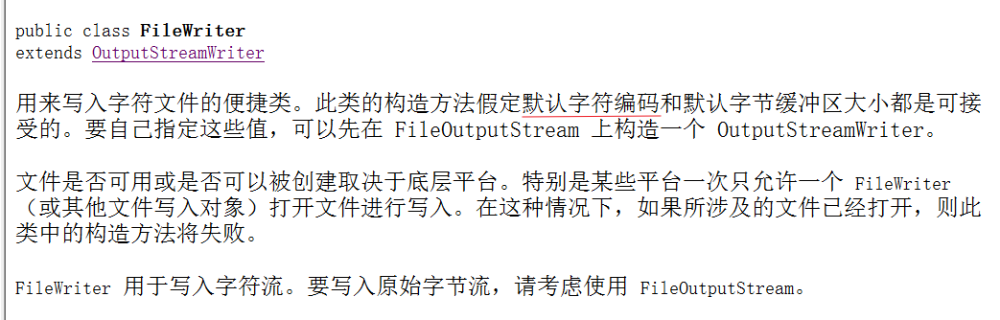 public class FileWriter
extends OutputStreamWriter
用来写入字符文件的便捷类。此类的构造方法假定默认字符编码和默认字节缓冲区大小都是可接
受的。要自己指定这些值，可以先在 FileOutputStream 上构造一个 OutputStreamWriter。
文件是否可用或是否可以被创建取决于底层平台。特别是某些平台一次只允许一个 FileWriter
（或其他文件写入对象）打开文件进行写入。在这种情况下，如果所涉及的文件已经打开，则此
类中的构造方法将失败。
FileWriter 用于写入字符流。要写入原始字节流，请考虑使用 FileOutputStream。